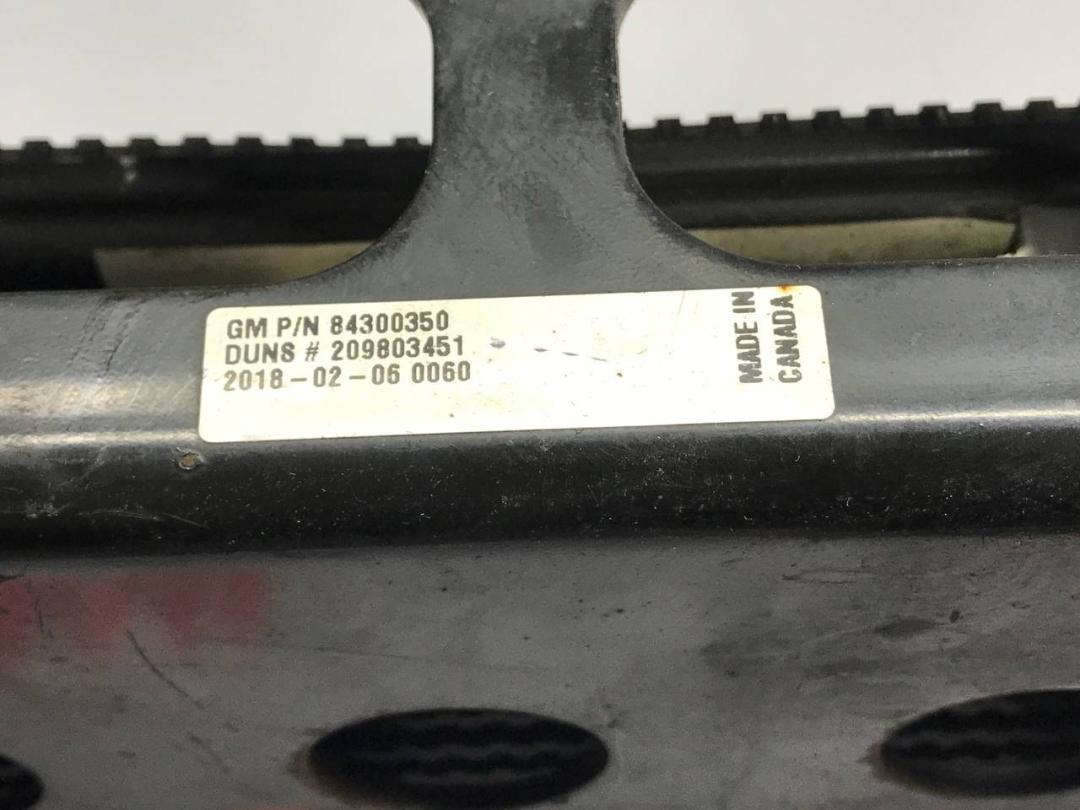 GM P/N 84300350
DUNS # 209803451
2018-02-06 0060
MADE IN
CANADA